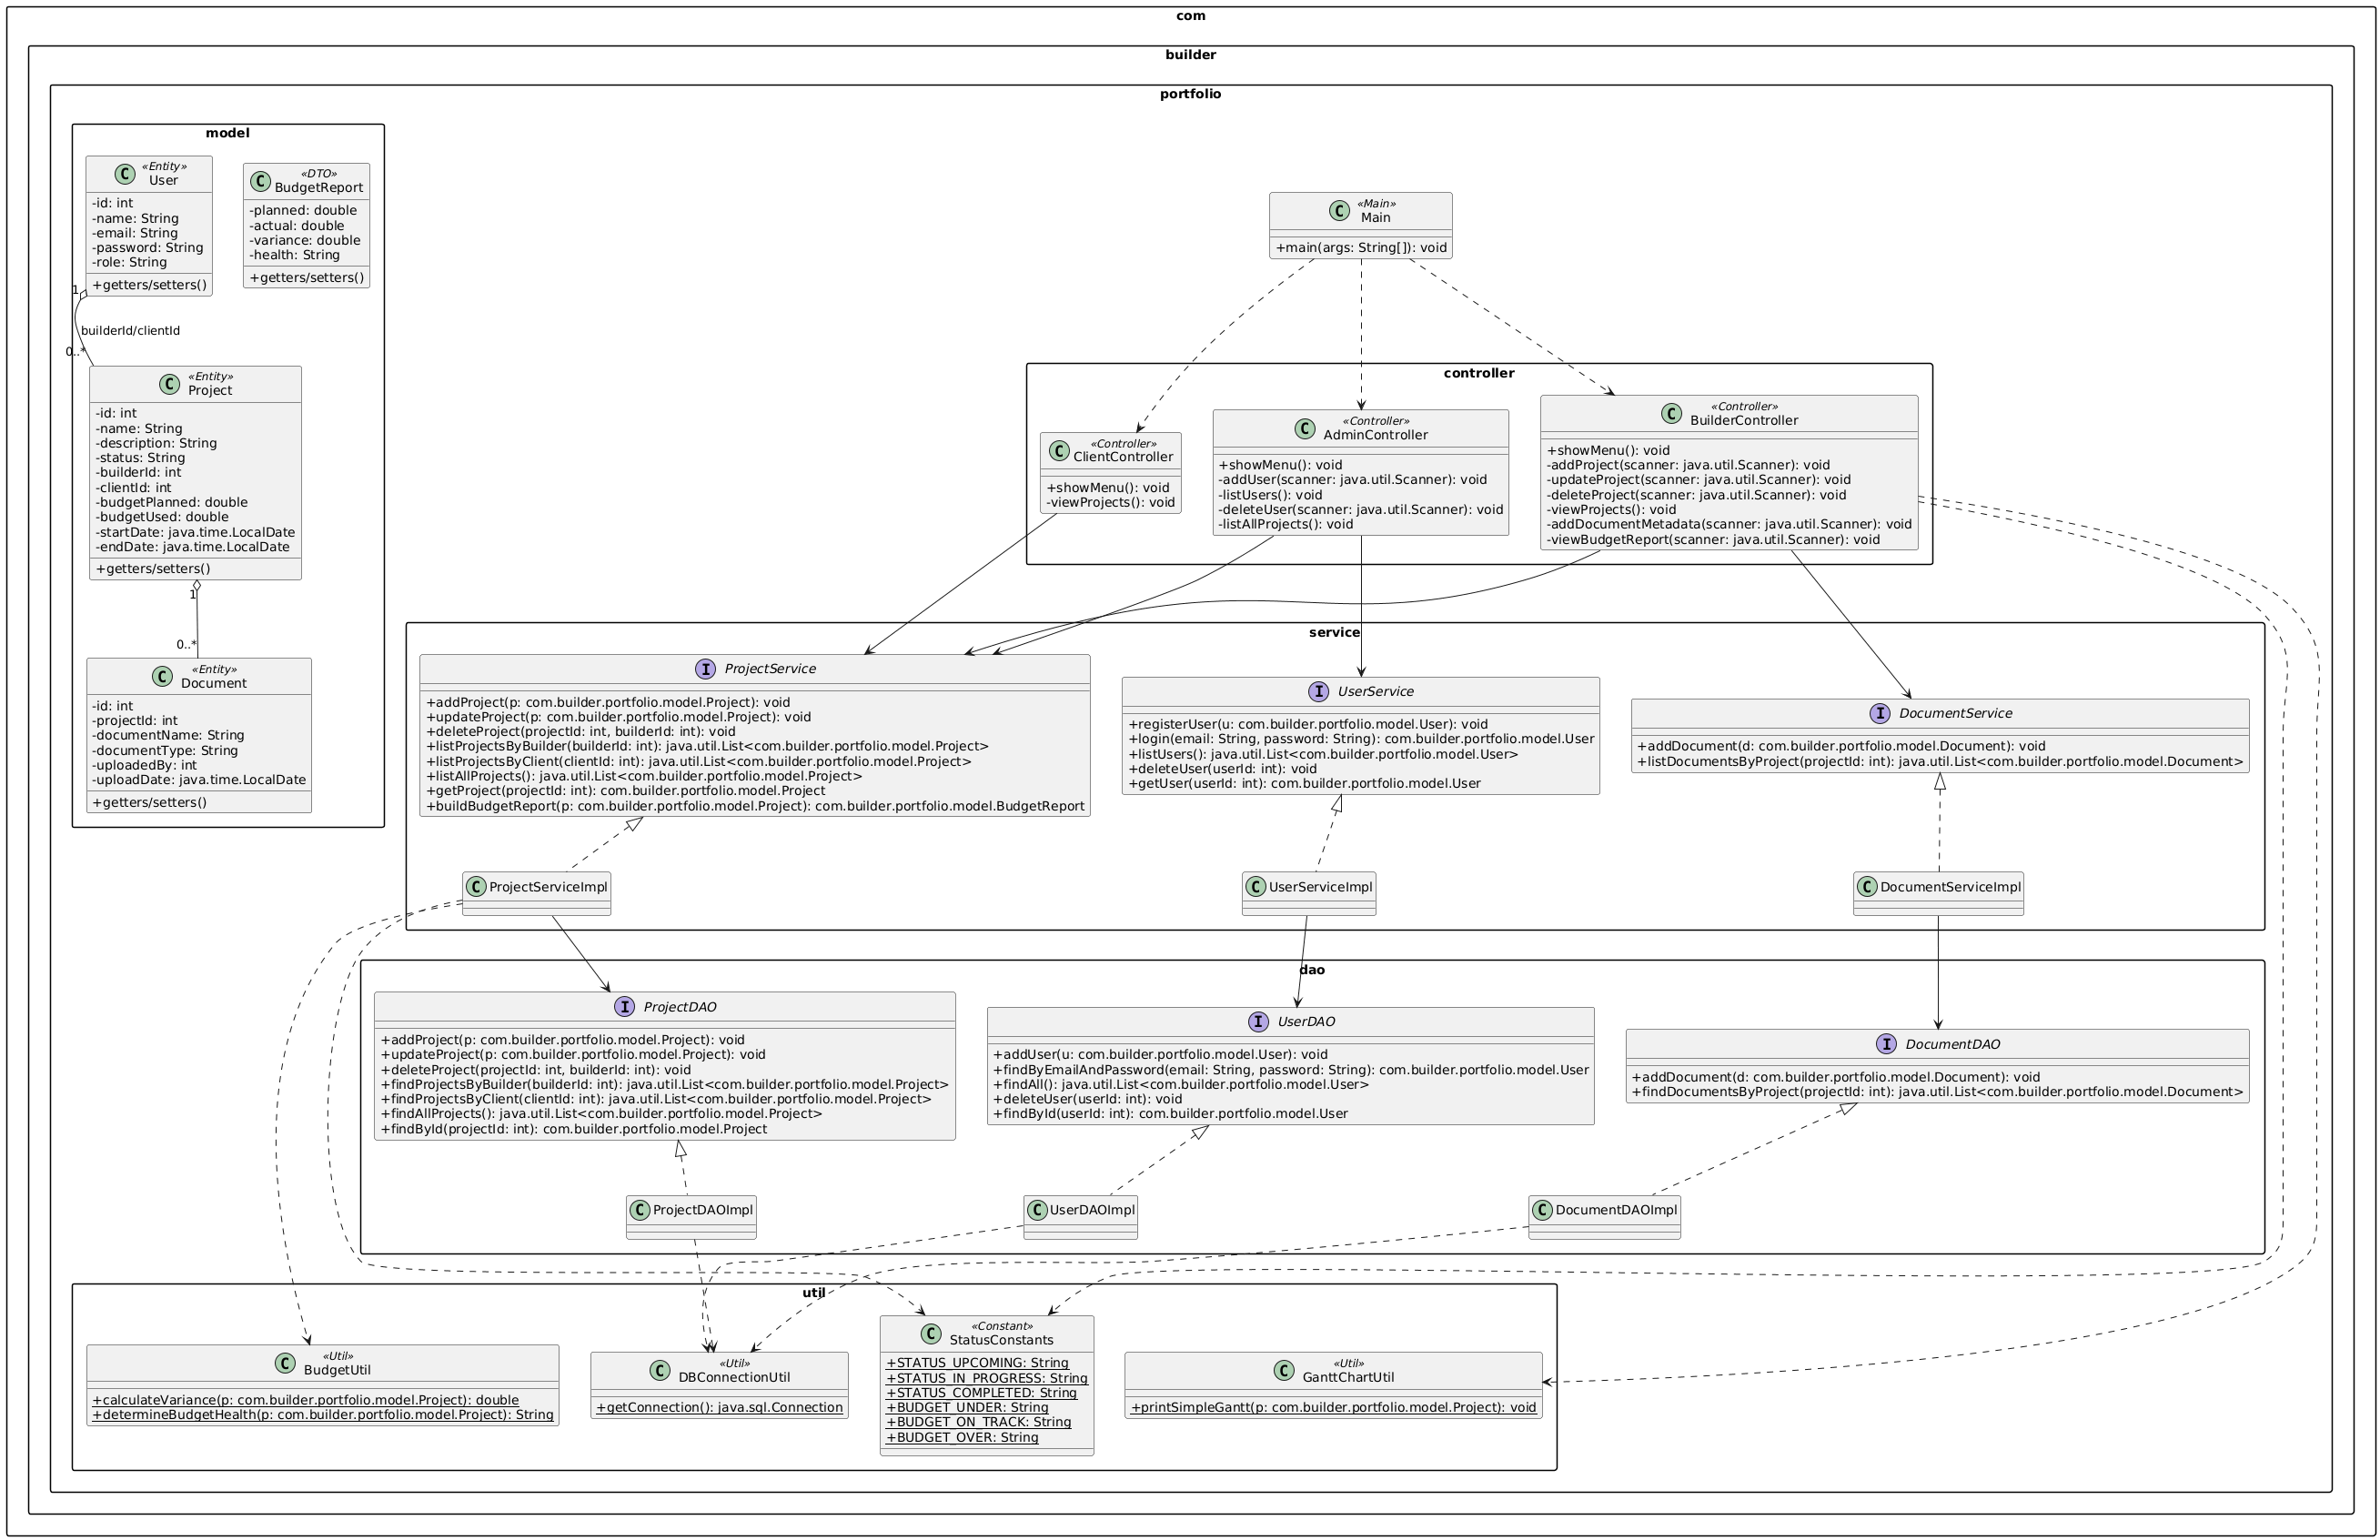 com
builder
portfolio
model
«Entity»
User
-id: int
-name: String
-email: String
-password: String
-role: String
+getters/setters()
«DTO»
BudgetReport
-planned: double
-actual: double
-variance: double
-health: String
+getters/setters()
1
builderId/clientId
0..*
«Entity»
Project
-id: int
-name: String
-description: String
-status: String
-builderId: int
-clientId: int
-budgetPlanned: double
-budgetUsed: double
-startDate: java.time.LocalDate
-endDate: java.time.LocalDate
+getters/setters()
1
0..*
«Entity»
Document
-id: int
-projectId: int
-documentName: String
-documentType: String
-uploadedBy: int
-uploadDate: java.time.LocalDate
+getters/setters()
«Main»
Main
+main(args: String[]): void
controller
«Controller»
ClientController
+showMenu(): void
-viewProjects(): void
«Controller»
AdminController
+showMenu(): void
-addUser(scanner: java.util.Scanner): void
-listUsers(): void
-deleteUser(scanner: java.util.Scanner): void
-listAllProjects(): void
«Controller»
BuilderController
+showMenu(): void
-addProject(scanner: java.util.Scanner): void
-updateProject(scanner: java.util.Scanner): void
-deleteProject(scanner: java.util.Scanner): void
-viewProjects(): void
-addDocumentMetadata(scanner: java.util.Scanner): void
-viewBudgetReport(scanner: java.util.Scanner): void
service
ProjectService
+addProject(p: com.builder.portfolio.model.Project): void
+updateProject(p: com.builder.portfolio.model.Project): void
+deleteProject(projectId: int, builderId: int): void
+listProjectsByBuilder(builderId: int): java.util.List<com.builder.portfolio.model.Project>
+listProjectsByClient(clientId: int): java.util.List<com.builder.portfolio.model.Project>
+listAllProjects(): java.util.List<com.builder.portfolio.model.Project>
+getProject(projectId: int): com.builder.portfolio.model.Project
+buildBudgetReport(p: com.builder.portfolio.model.Project): com.builder.portfolio.model.BudgetReport
UserService
+registerUser(u: com.builder.portfolio.model.User): void
+login(email: String, password: String): com.builder.portfolio.model.User
+listUsers(): java.util.List<com.builder.portfolio.model.User>
+deleteUser(userId: int): void
+getUser(userId: int): com.builder.portfolio.model.User
DocumentService
+addDocument(d: com.builder.portfolio.model.Document): void
+listDocumentsByProject(projectId: int): java.util.List<com.builder.portfolio.model.Document>
ProjectServiceImpl
UserServiceImpl
DocumentServiceImpl
dao
ProjectDAO
+addProject(p: com.builder.portfolio.model.Project): void
+updateProject(p: com.builder.portfolio.model.Project): void
+deleteProject(projectId: int, builderId: int): void
+findProjectsByBuilder(builderId: int): java.util.List<com.builder.portfolio.model.Project>
+findProjectsByClient(clientId: int): java.util.List<com.builder.portfolio.model.Project>
+findAllProjects(): java.util.List<com.builder.portfolio.model.Project>
+findById(projectId: int): com.builder.portfolio.model.Project
UserDAO
+addUser(u: com.builder.portfolio.model.User): void
+findByEmailAndPassword(email: String, password: String): com.builder.portfolio.model.User
+findAll(): java.util.List<com.builder.portfolio.model.User>
+deleteUser(userId: int): void
+findById(userId: int): com.builder.portfolio.model.User
DocumentDAO
+addDocument(d: com.builder.portfolio.model.Document): void
+findDocumentsByProject(projectId: int): java.util.List<com.builder.portfolio.model.Document>
ProjectDAOImpl
UserDAOImpl
DocumentDAOImpl
util
«Util»
BudgetUtil
+calculateVariance(p: com.builder.portfolio.model.Project): double
+determineBudgetHealth(p: com.builder.portfolio.model.Project): String
«Util»
DBConnectionUtil
+getConnection(): java.sql.Connection
«Constant»
StatusConstants
+STATUS_UPCOMING: String
+STATUS_IN_PROGRESS: String
+STATUS_COMPLETED: String
+BUDGET_UNDER: String
+BUDGET_ON_TRACK: String
+BUDGET_OVER: String
«Util»
GanttChartUtil
+printSimpleGantt(p: com.builder.portfolio.model.Project): void